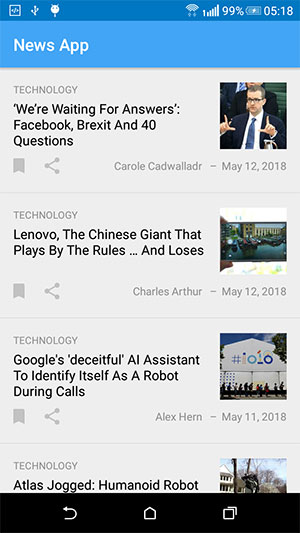 99% 05:18
News App
TECHNOLOGY
‘We’re Waiting For Answers’:
Facebook, Brexit And 40
Questions
Carole Cadwalladr – May 12, 2018
TECHNOLOGY
Lenovo, The Chinese Giant That
Plays By The Rules … And Loses
Charles Arthur – May 12, 2018
TECHNOLOGY
Google's 'deceitful' AI Assistant
To Identify Itself As A Robot
During Calls
#io18
Alex Hern – May 11, 2018
TECHNOLOGY
Atlas Jogged: Humanoid Robot